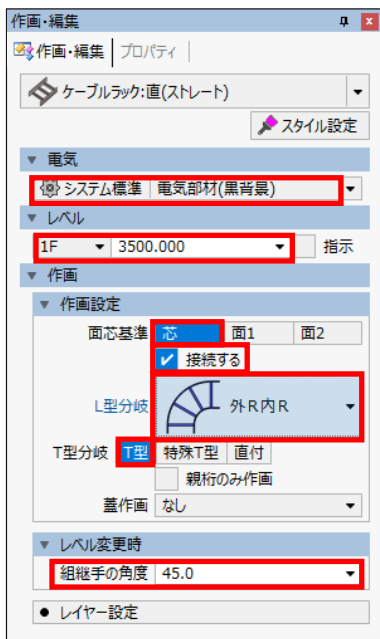 作画・編集
作画・編集 プロパティ
ケーブルラック:直(ストレート)
スタイル設定
電気
システム標準 電気部材(黒背景)
レベル
1F 3500.000 指示
作画
作画設定
面芯基準 芯 面1 面2
接続する
L型分岐 外R内R
T型分岐 T型 特殊T型 直付
親桁のみ作画
蓋作画 なし
レベル変更時
組継手の角度 45.0
レイヤー設定